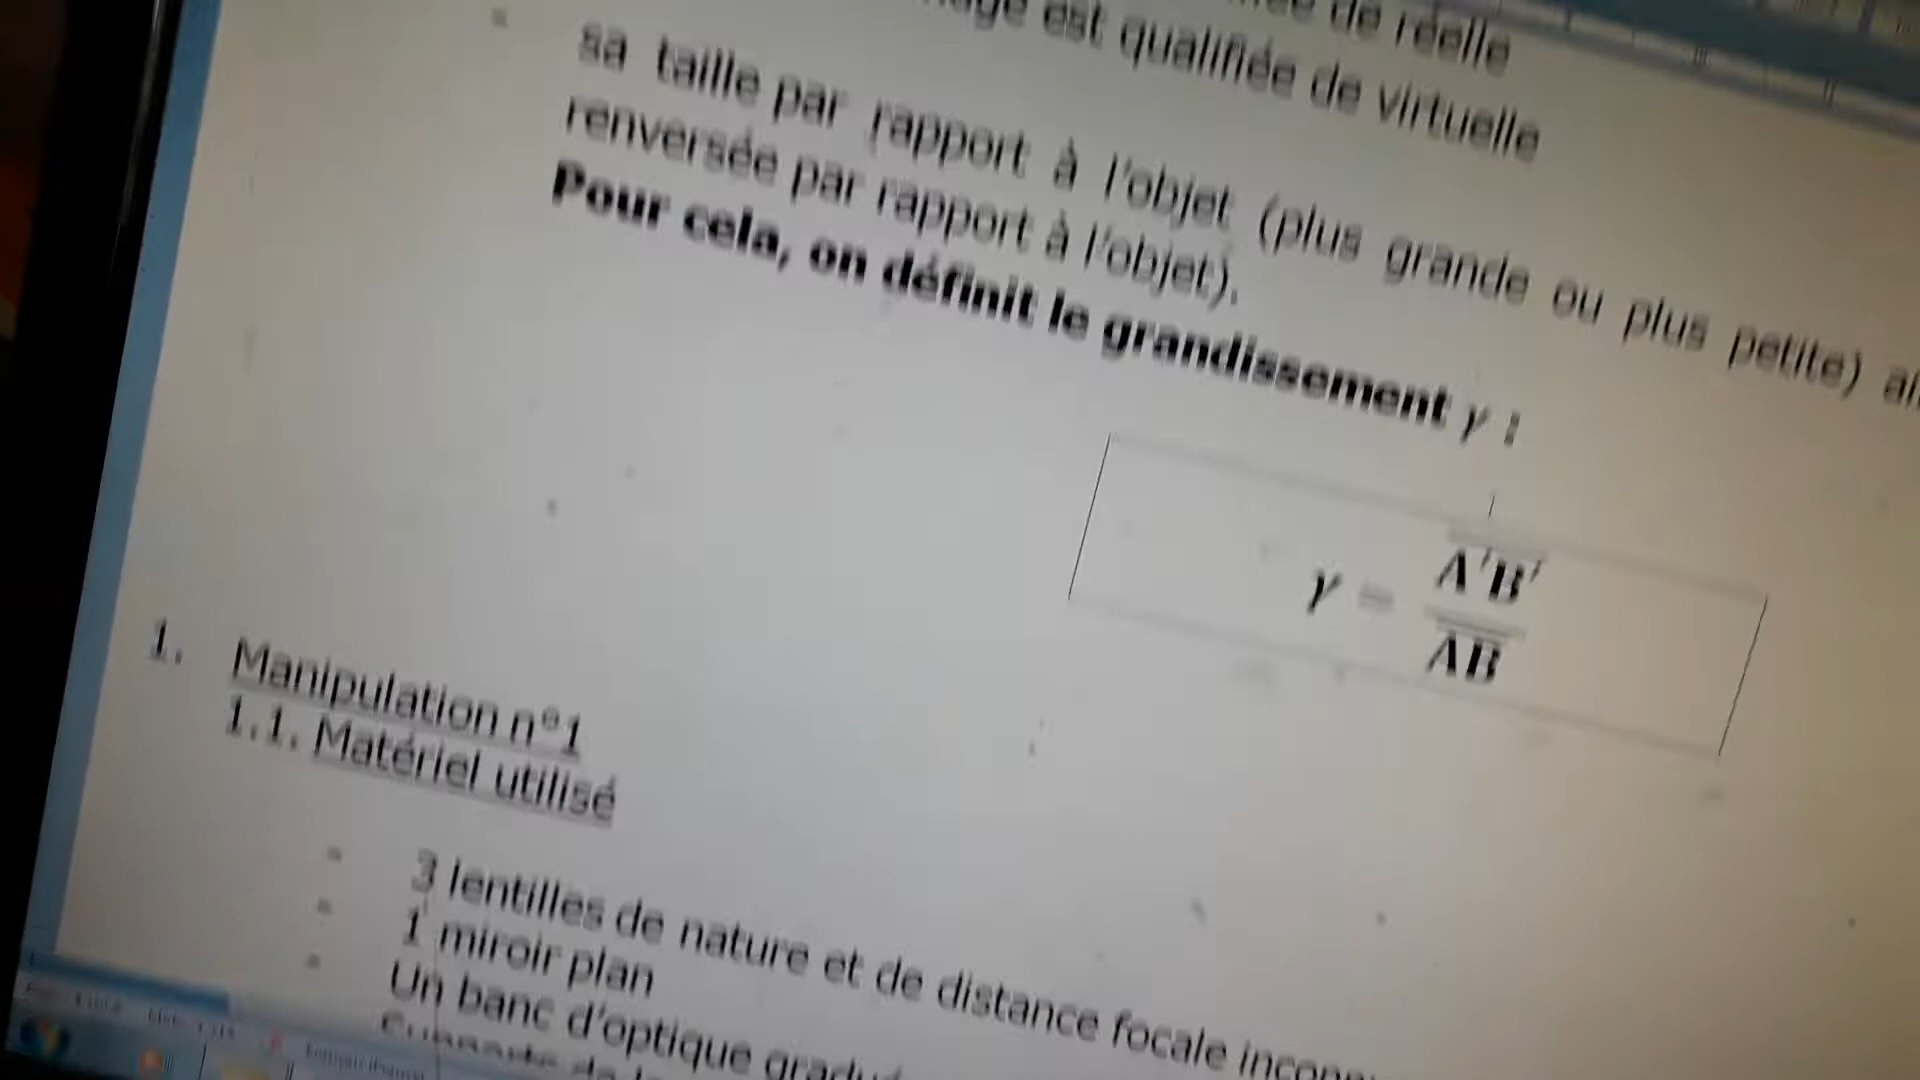 de réelle
est qualifiée de virtuelle
sa taille par rapport à l'objet (plus grande ou plus petite)
renversée par rapport à l'objet).
Pour cela, on définit le grandissement γ :
γ = A'B' / AB
1. Manipulation n°1
1.1. Matériel utilisé
3 lentilles de nature et de distance focale
1 miroir plan
Un banc d'optique